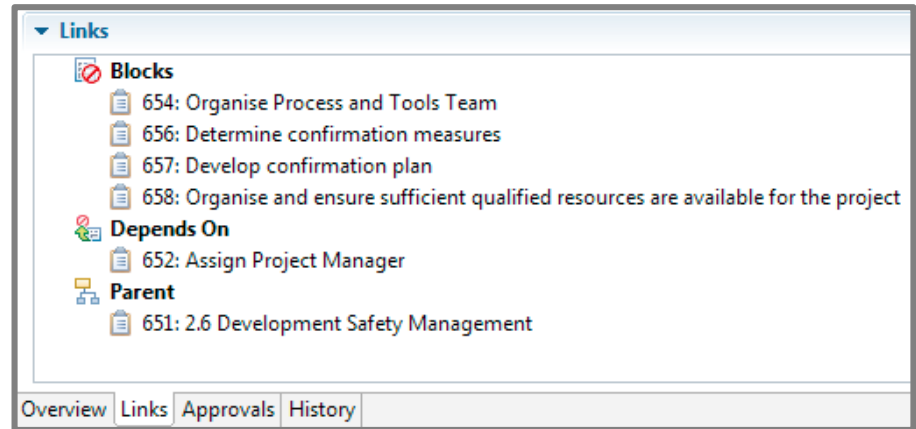 Links
Blocks
654: Organise Process and Tools Team
656: Determine confirmation measures
657: Develop confirmation plan
658: Organise and ensure sufficient qualified resources are available for the project
Depends On
652: Assign Project Manager
Parent
651: 2.6 Development Safety Management
Overview Links Approvals History